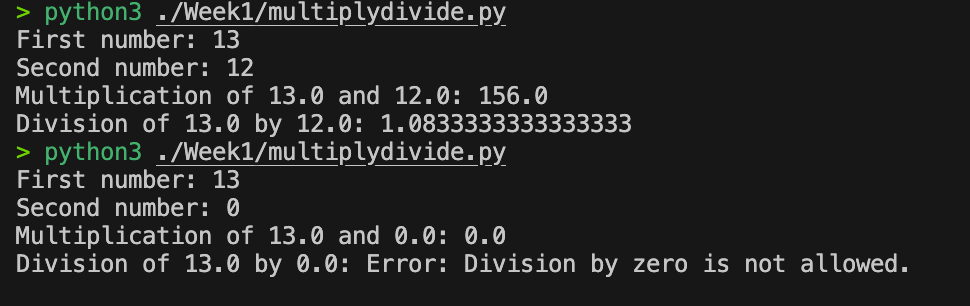 > python3 ./Week1/multiplydivide.py
First number: 13
Second number: 12
Multiplication of 13.0 and 12.0: 156.0
Division of 13.0 by 12.0: 1.0833333333333333
> python3 ./Week1/multiplydivide.py
First number: 13
Second number: 0
Multiplication of 13.0 and 0.0: 0.0
Division of 13.0 by 0.0: Error: Division by zero is not allowed.